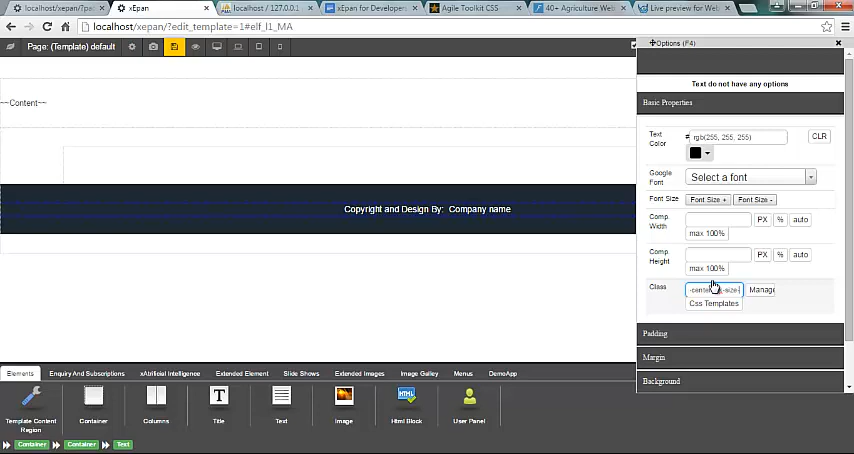 localhost / xepan/?pa
xEpan
localhost / 127.0.0.1
xEpan for Developers
Agile Toolkit CSS
40+ Agriculture Web
Live preview for Web
localhost/xepan/?edit_template=1#elf_l1_MA
Page: (Template) default
Options (F4)
Text do not have any options
Basic Properties
~~Content~~
Text Color
# rgb(255, 255, 255)
CLR
Google Font
Select a font
Font Size
Font Size +
Font Size -
Comp. Width
PX
%
auto
max 100%
Comp. Height
PX
%
auto
max 100%
Class
Manage
Css Templates
Copyright and Design By:  Company name
Padding
Margin
Background
Elements
Enquiry And Subscriptions
xAtrificial Intelligence
Extended Element
Slide Shows
Extended Images
Image Galley
Menus
DemoApp
Template Content Region
Container
Columns
Title
Text
Image
Html Block
User Panel
Container
Container
Text